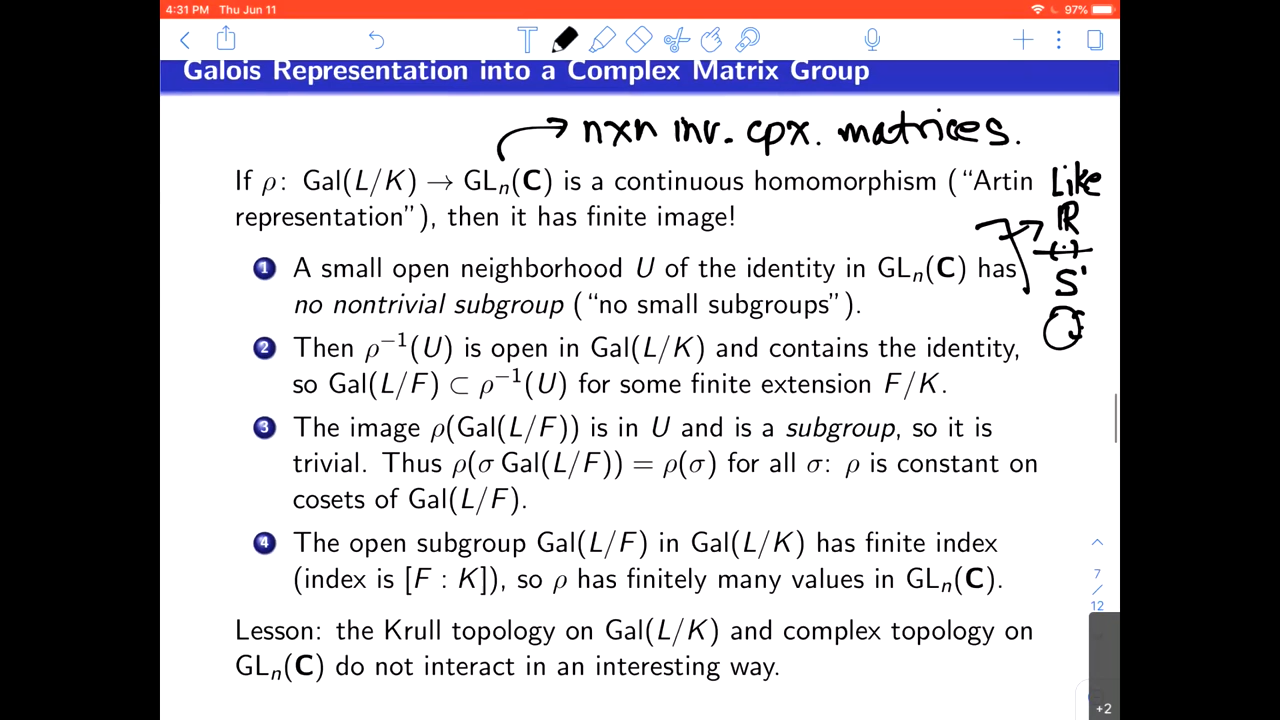 4:31 PM Thu Jun 11
97%
Galois Representation into a Complex Matrix Group
nxn inv. cpx. matrices.
If ρ: Gal(L/K) → GLₙ(C) is a continuous homomorphism (“Artin
representation”), then it has finite image!
Like
ℝ
S¹
1 A small open neighborhood U of the identity in GLₙ(C) has
no nontrivial subgroup (“no small subgroups”).
2 Then ρ⁻¹(U) is open in Gal(L/K) and contains the identity,
so Gal(L/F) ⊂ ρ⁻¹(U) for some finite extension F/K.
3 The image ρ(Gal(L/F)) is in U and is a subgroup, so it is
trivial. Thus ρ(σ Gal(L/F)) = ρ(σ) for all σ: ρ is constant on
cosets of Gal(L/F).
4 The open subgroup Gal(L/F) in Gal(L/K) has finite index
(index is [F : K]), so ρ has finitely many values in GLₙ(C).
Lesson: the Krull topology on Gal(L/K) and complex topology on
GLₙ(C) do not interact in an interesting way.
7
/
12
+2